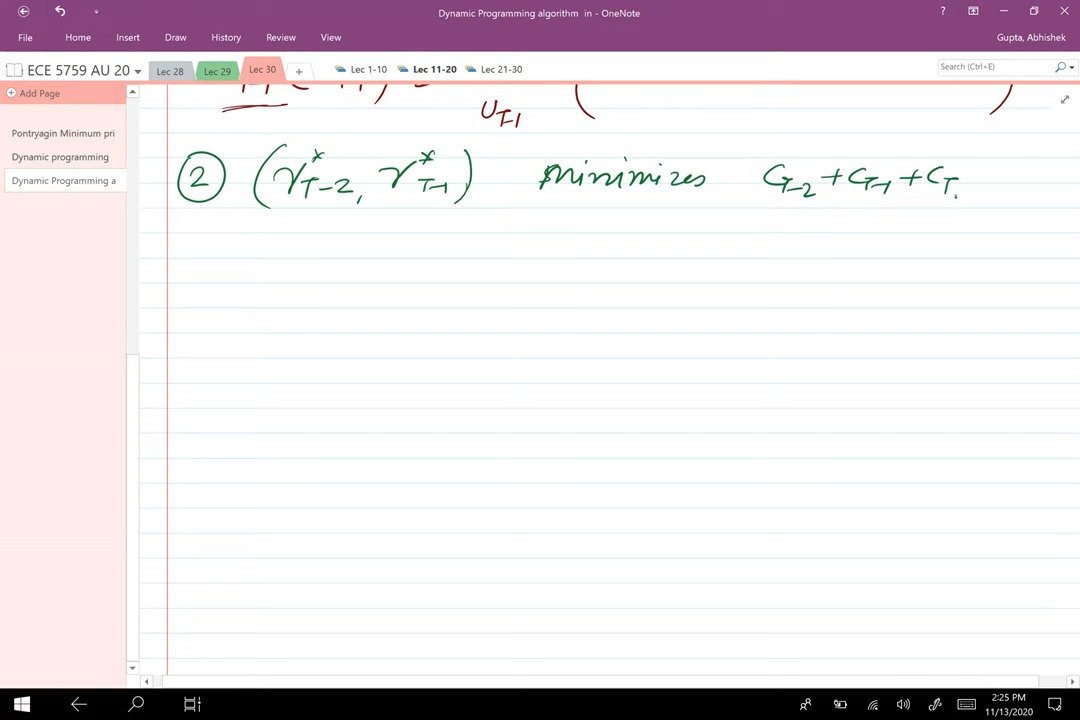 Dynamic Programming algorithm in - OneNote
?
File Home Insert Draw History Review View
Gupta, Abhishek
ECE 5759 AU 20
Lec 28 Lec 29 Lec 30 + Lec 1-10 Lec 11-20 Lec 21-30
Search (Ctrl+E)
Add Page
Pontryagin Minimum pri
Dynamic programming
Dynamic Programming a
U_{T-1} ( )
② (γ*_{T-2}, γ*_{T-1}) minimizes C_{T-2} + C_{T-1} + C_T
2:25 PM
11/13/2020